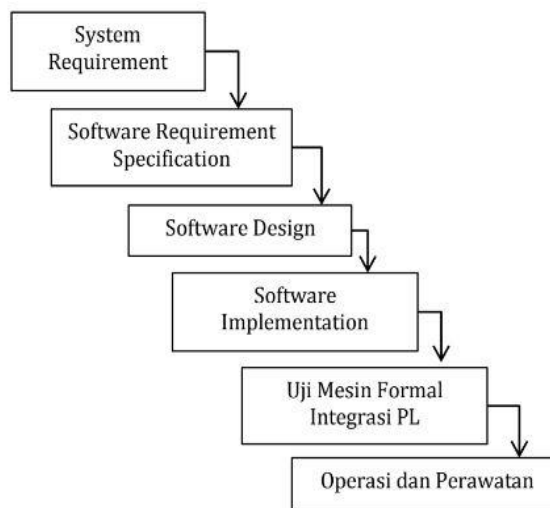 System
Requirement
Software Requirement
Specification
Software Design
Software
Implementation
Uji Mesin Formal
Integrasi PL
Operasi dan Perawatan